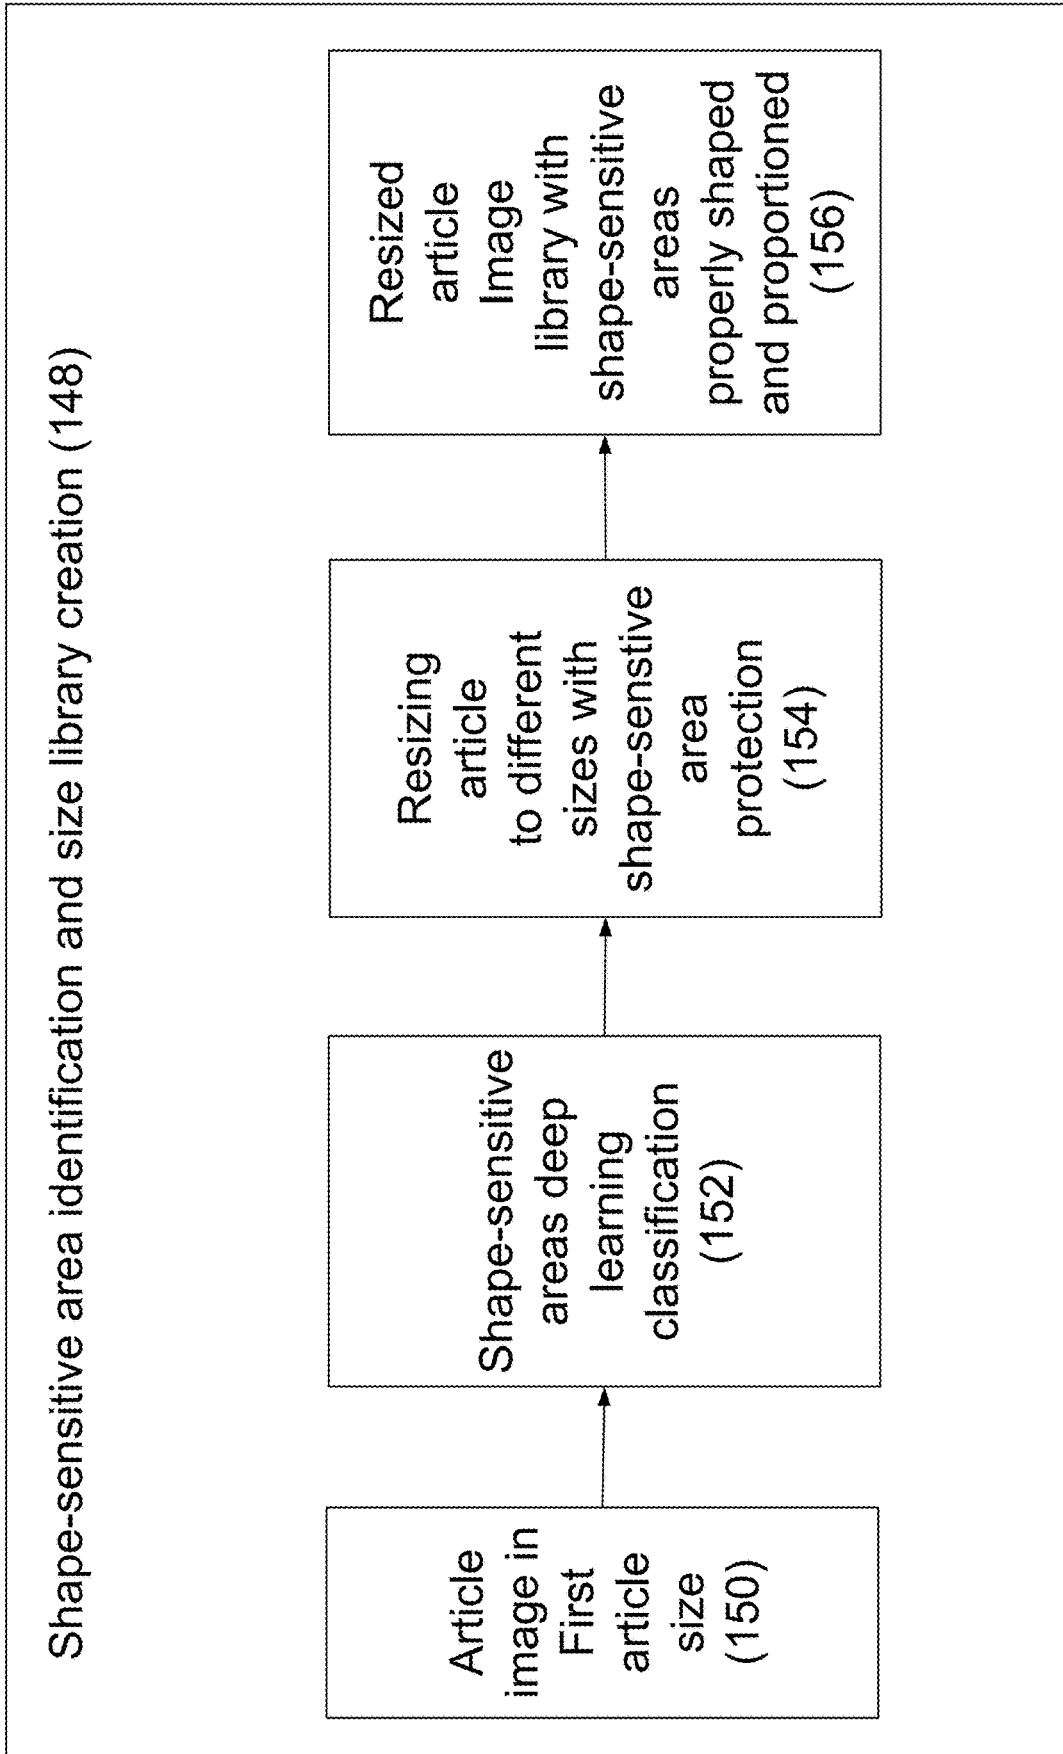 Shape-sensitive area identification and size library creation (148)
Article
image in
First
article
size
(150)
Shape-sensitive
areas deep
learning
classification
(152)
Resizing
article
to different
sizes with
shape-senstive
area
protection
(154)
Resized
article
Image
library with
shape-sensitive
areas
properly shaped
and proportioned
(156)